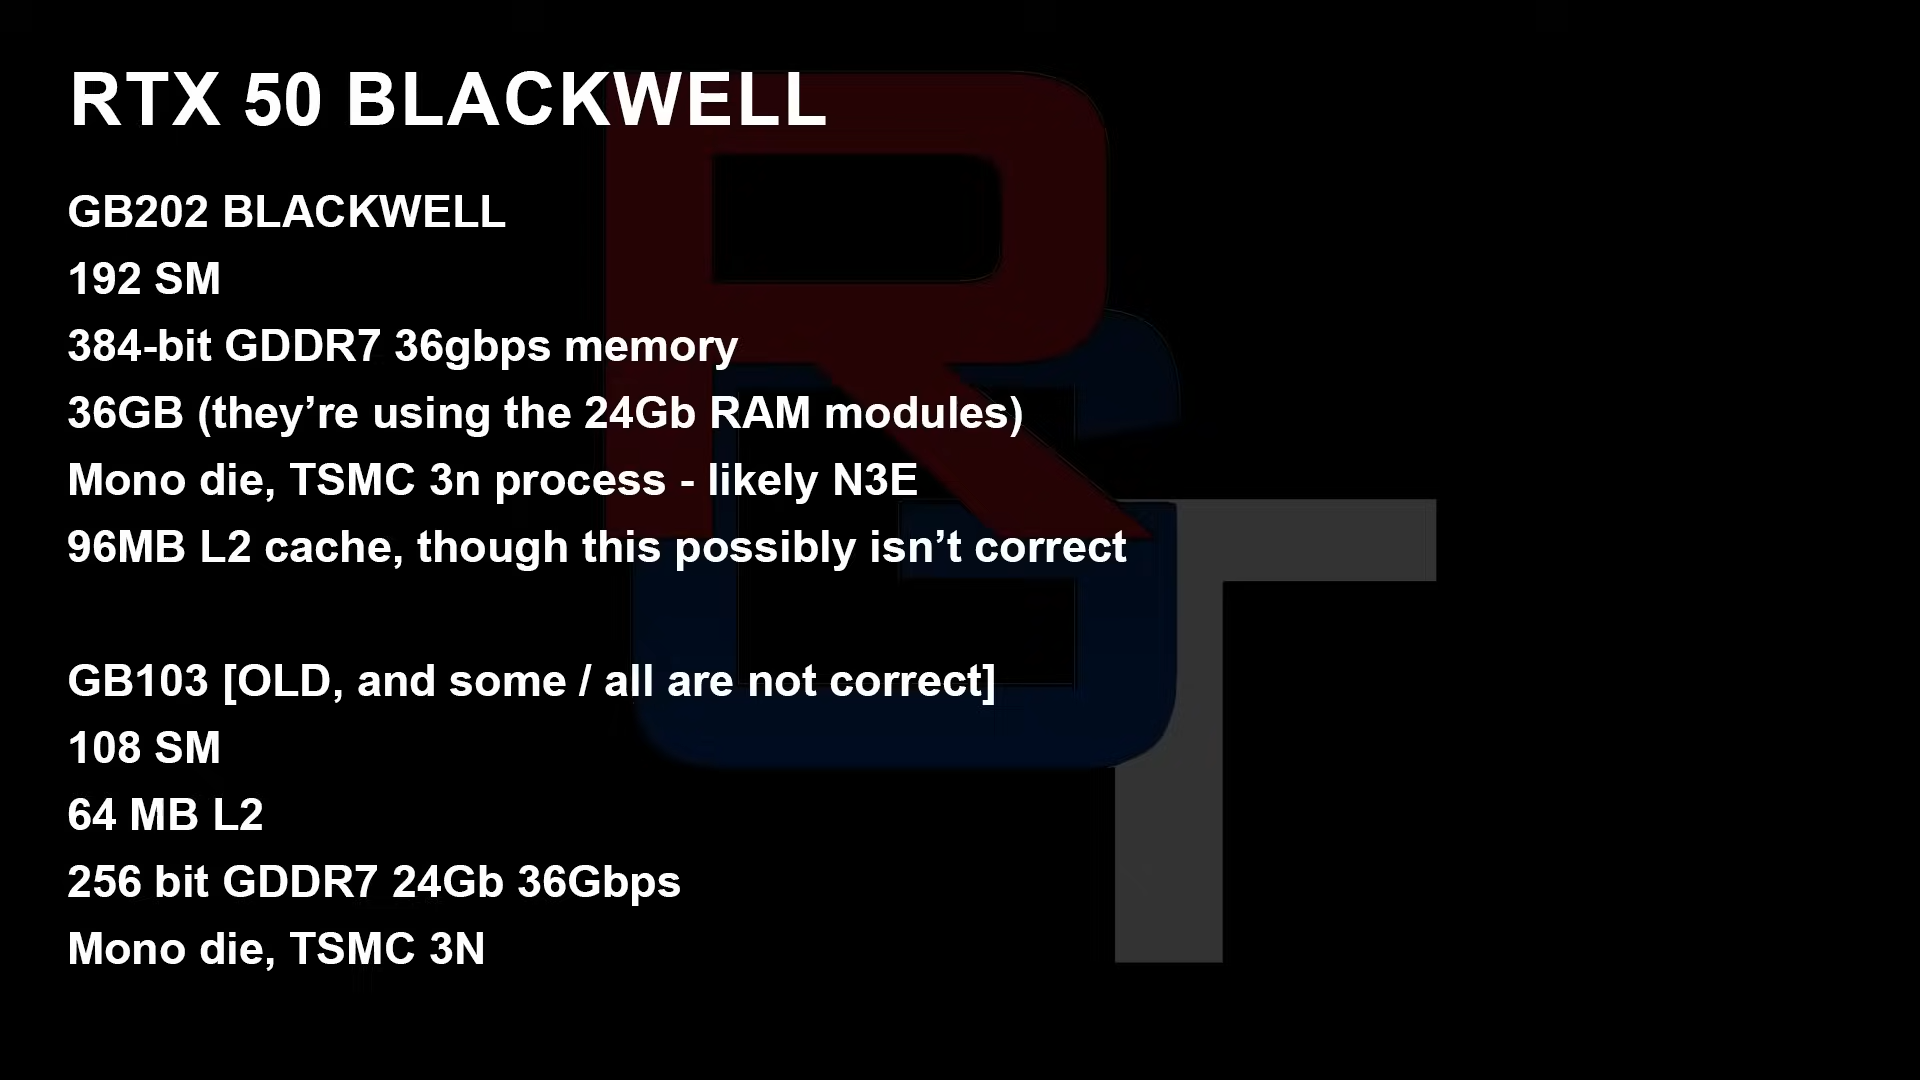 RTX 50 BLACKWELL
GB202 BLACKWELL
192 SM
384-bit GDDR7 36gbps memory
36GB (they’re using the 24Gb RAM modules)
Mono die, TSMC 3n process - likely N3E
96MB L2 cache, though this possibly isn’t correct
GB103 [OLD, and some / all are not correct]
108 SM
64 MB L2
256 bit GDDR7 24Gb 36Gbps
Mono die, TSMC 3N
RGT